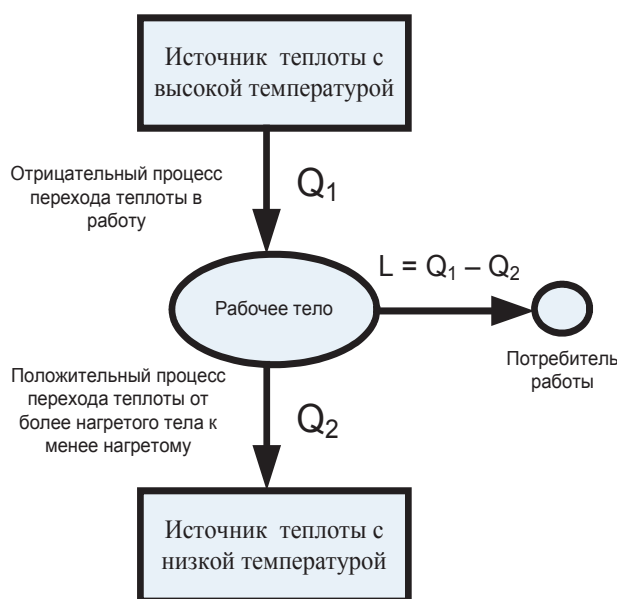 Источник теплоты с
высокой температурой
Отрицательный процесс
перехода теплоты в
работу
Q₁
L = Q₁ – Q₂
Рабочее тело
Потребитель
работы
Положительный процесс
перехода теплоты от
более нагретого тела к
менее нагретому
Q₂
Источник теплоты с
низкой температурой